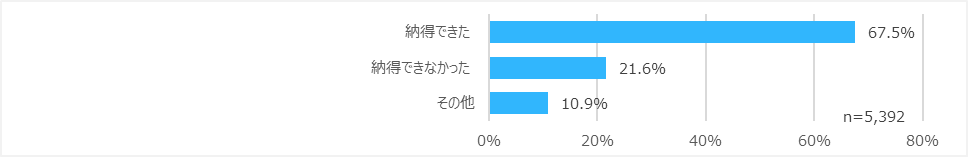 納得できた 67.5%
納得できなかった 21.6%
その他 10.9%
n=5,392
0% 20% 40% 60% 80%